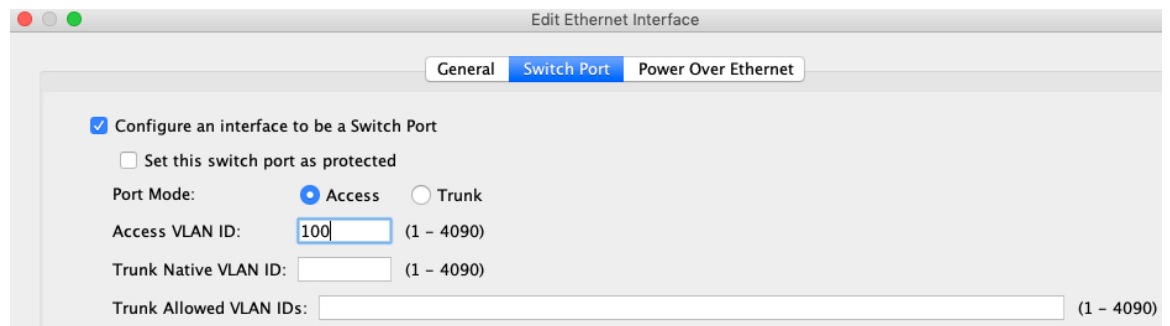 Edit Ethernet Interface
General Switch Port Power Over Ethernet
Configure an interface to be a Switch Port
Set this switch port as protected
Port Mode: Access Trunk
Access VLAN ID: 100 (1 - 4090)
Trunk Native VLAN ID: (1 - 4090)
Trunk Allowed VLAN IDs: (1 - 4090)